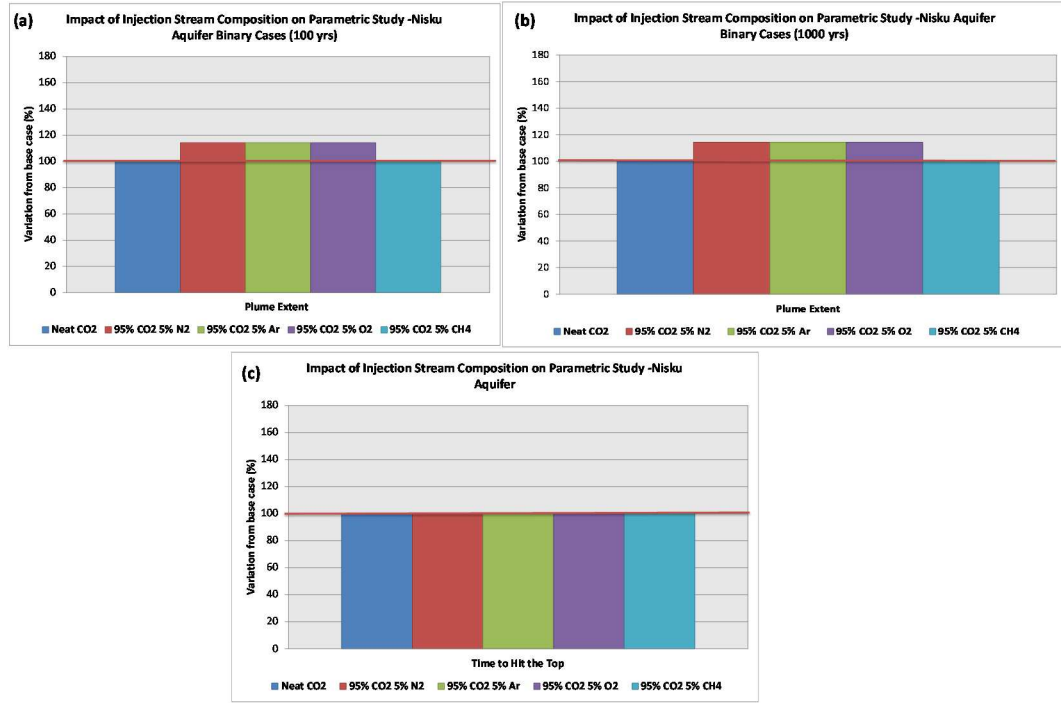 (a)
Impact of Injection Stream Composition on Parametric Study -Nisku
Aquifer Binary Cases (100 yrs)
180
160
140
120
100
80
60
40
20
0
Variation from base case (%)
Plume Extent
Neat CO2 95% CO2 5% N2 95% CO2 5% Ar 95% CO2 5% O2 95% CO2 5% CH4
(b)
Impact of Injection Stream Composition on Parametric Study -Nisku Aquifer
Binary Cases (1000 yrs)
180
160
140
120
100
80
60
40
20
0
Variation from base case (%)
Plume Extent
Neat CO2 95% CO2 5% N2 95% CO2 5% Ar 95% CO2 5% O2 95% CO2 5% CH4
(c)
Impact of Injection Stream Composition on Parametric Study -Nisku
Aquifer
180
160
140
120
100
80
60
40
20
0
Variation from base case (%)
Time to Hit the Top
Neat CO2 95% CO2 5% N2 95% CO2 5% Ar 95% CO2 5% O2 95% CO2 5% CH4